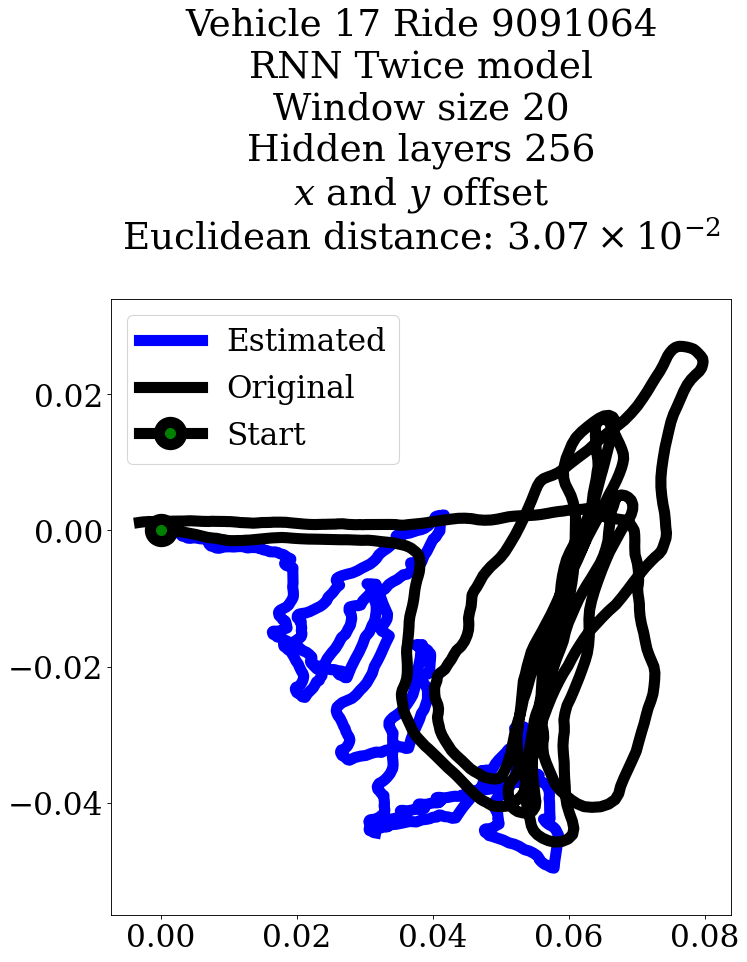 Vehicle 17 Ride 9091064
RNN Twice model
Window size 20
Hidden layers 256
x and y offset
Euclidean distance: 3.07 × 10⁻²
Estimated
Original
Start
0.02
0.00
−0.02
−0.04
0.00 0.02 0.04 0.06 0.08